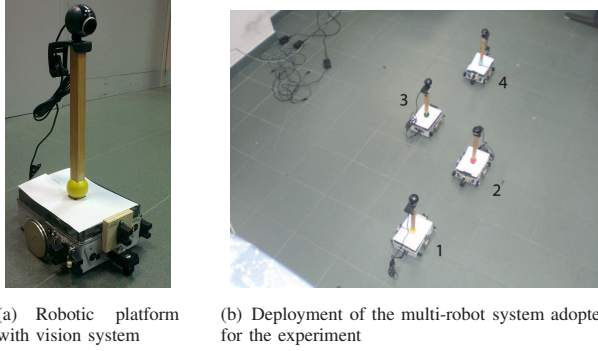 4
3
2
1
a) Robotic platform
with vision system
(b) Deployment of the multi-robot system adopte
for the experiment